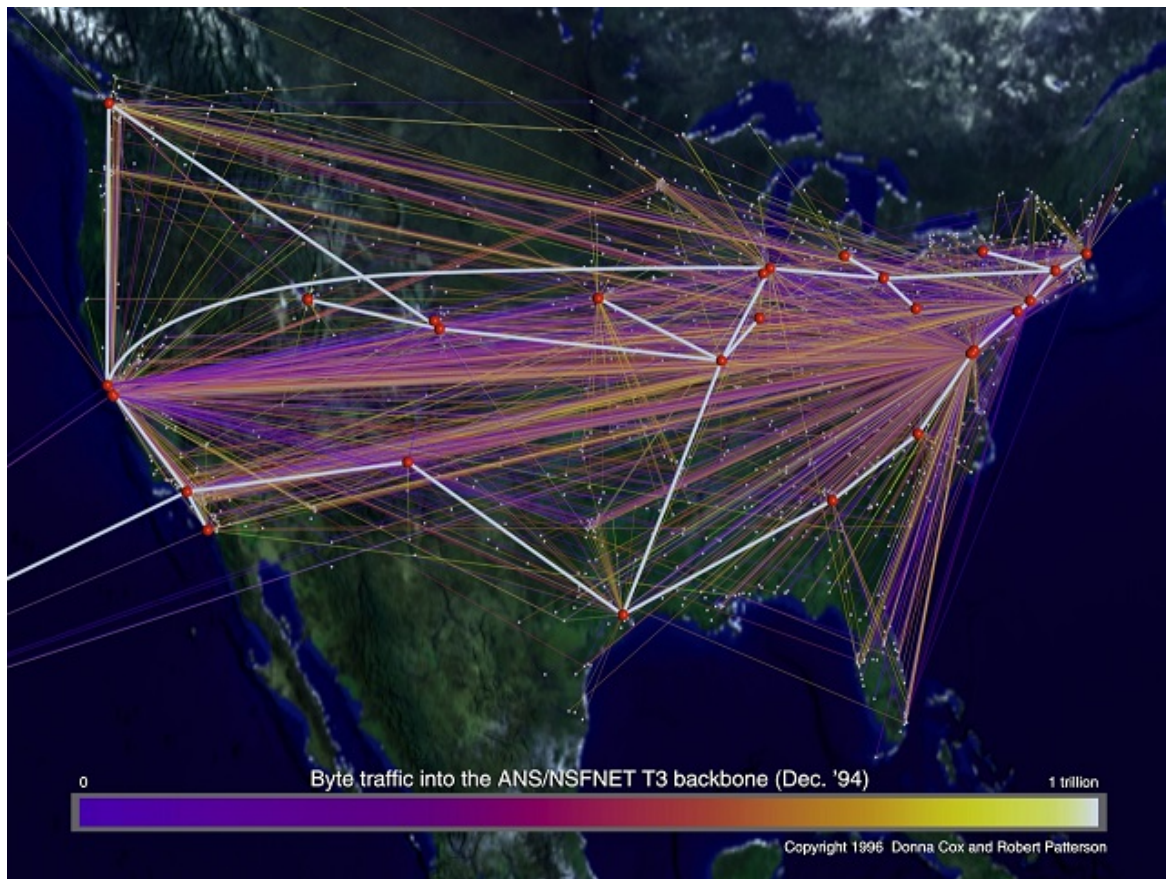 0
Byte traffic into the ANS/NSFNET T3 backbone (Dec. '94)
1 trillion
Copyright 1996 Donna Cox and Robert Patterson